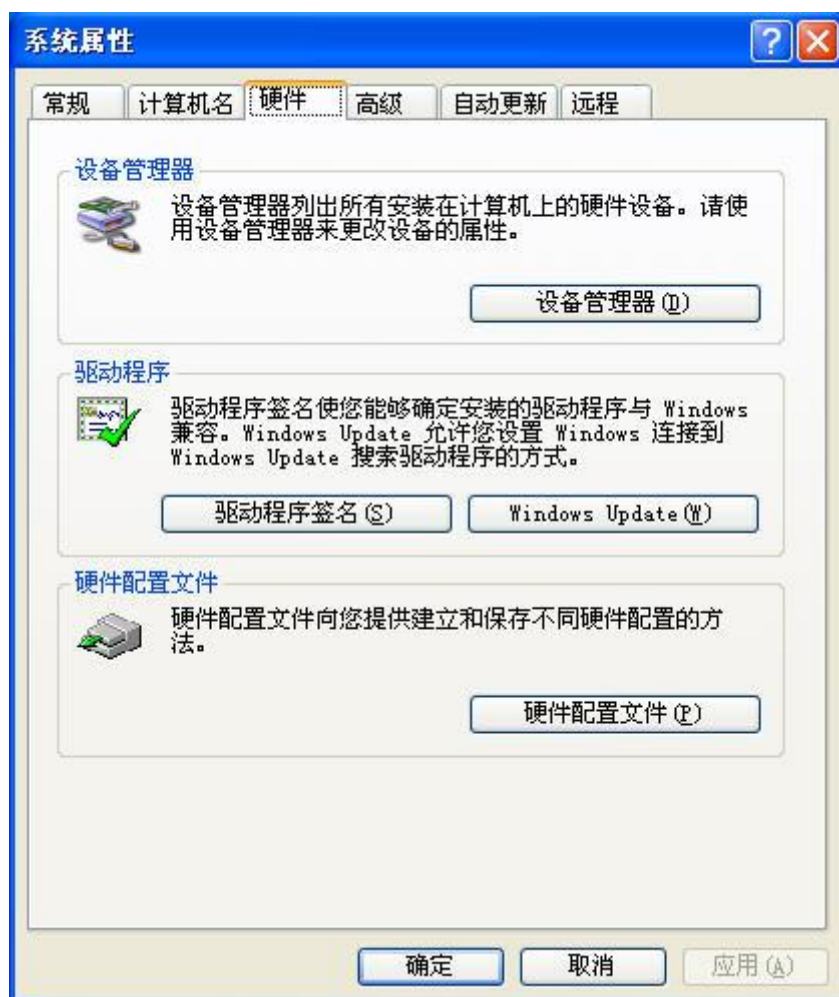 系统属性
常规 计算机名 硬件 高级 自动更新 远程
设备管理器
设备管理器列出所有安装在计算机上的硬件设备。请使
用设备管理器来更改设备的属性。
设备管理器(D)
驱动程序
驱动程序签名使您能够确定安装的驱动程序与 Windows
兼容。Windows Update 允许您设置 Windows 连接到
Windows Update 搜索驱动程序的方式。
驱动程序签名(S) Windows Update(W)
硬件配置文件
硬件配置文件向您提供建立和保存不同硬件配置的方
法。
硬件配置文件(P)
确定 取消 应用(A)